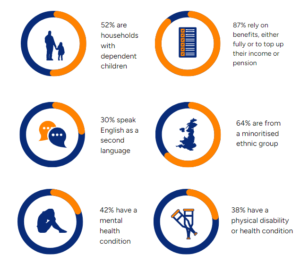 52% are
households
with
dependent
children
87% rely on
benefits, either
fully or to top up
their income or
pension
30% speak
English as a
second
language
64% are from
a minoritised
ethnic group
42% have a
mental
health
condition
38% have a
physical disability
or health condition